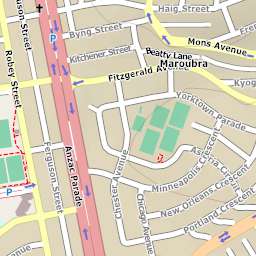 Haig Street
Byng Street
Mons Avenue
Kitchener Street
Beatty Lane
Maroubra
Fitzgerald Avenue
Robey Street
Ferguson Street
Anzac Parade
Yorktown Parade
Astoria
Minneapolis Crescent
New Orleans Crescent
Portland Crescent
Chester Avenue
Chicago Avenue
P
P